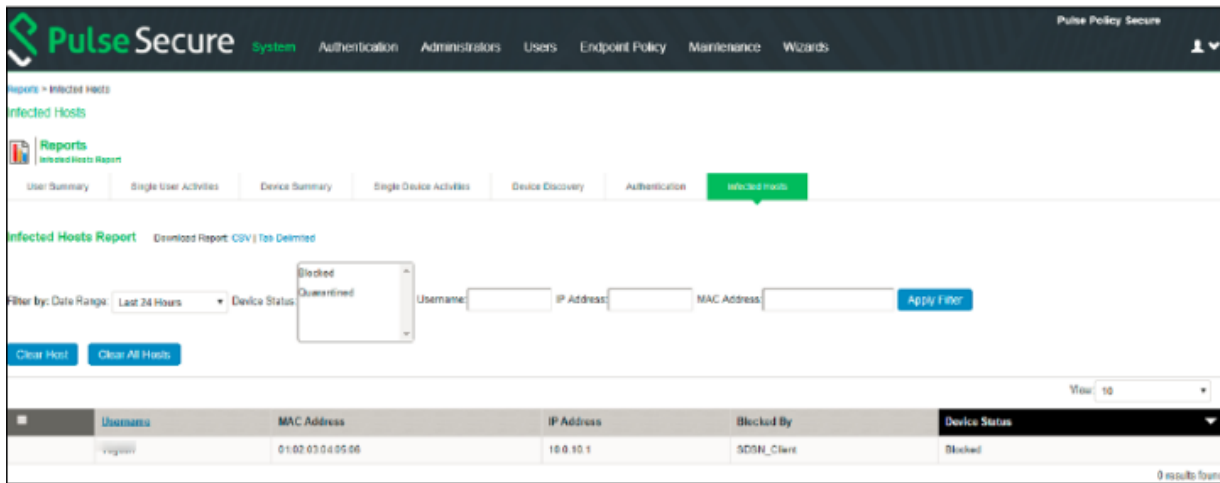 Pulse Policy Secure
Pulse Secure System Authentication Administrators Users Endpoint Policy Maintenance Wizards
Reports > Infected Hosts
Infected Hosts
Reports
Infected Hosts Report
User Summary Single User Activities Device Summary Single Device Activities Device Discovery Authentication Infected Hosts
Infected Hosts Report Download Report: CSV | Tab Delimited
Blocked
Quarantined
Filter by: Date Range: Last 24 Hours Device Status: Username: IP Address: MAC Address: Apply Filter
Clear Host Clear All Hosts
View: 10
Username MAC Address IP Address Blocked By Device Status
01:02:03:04:05:06 10.0.10.1 SDSN_Client Blocked
0 results found